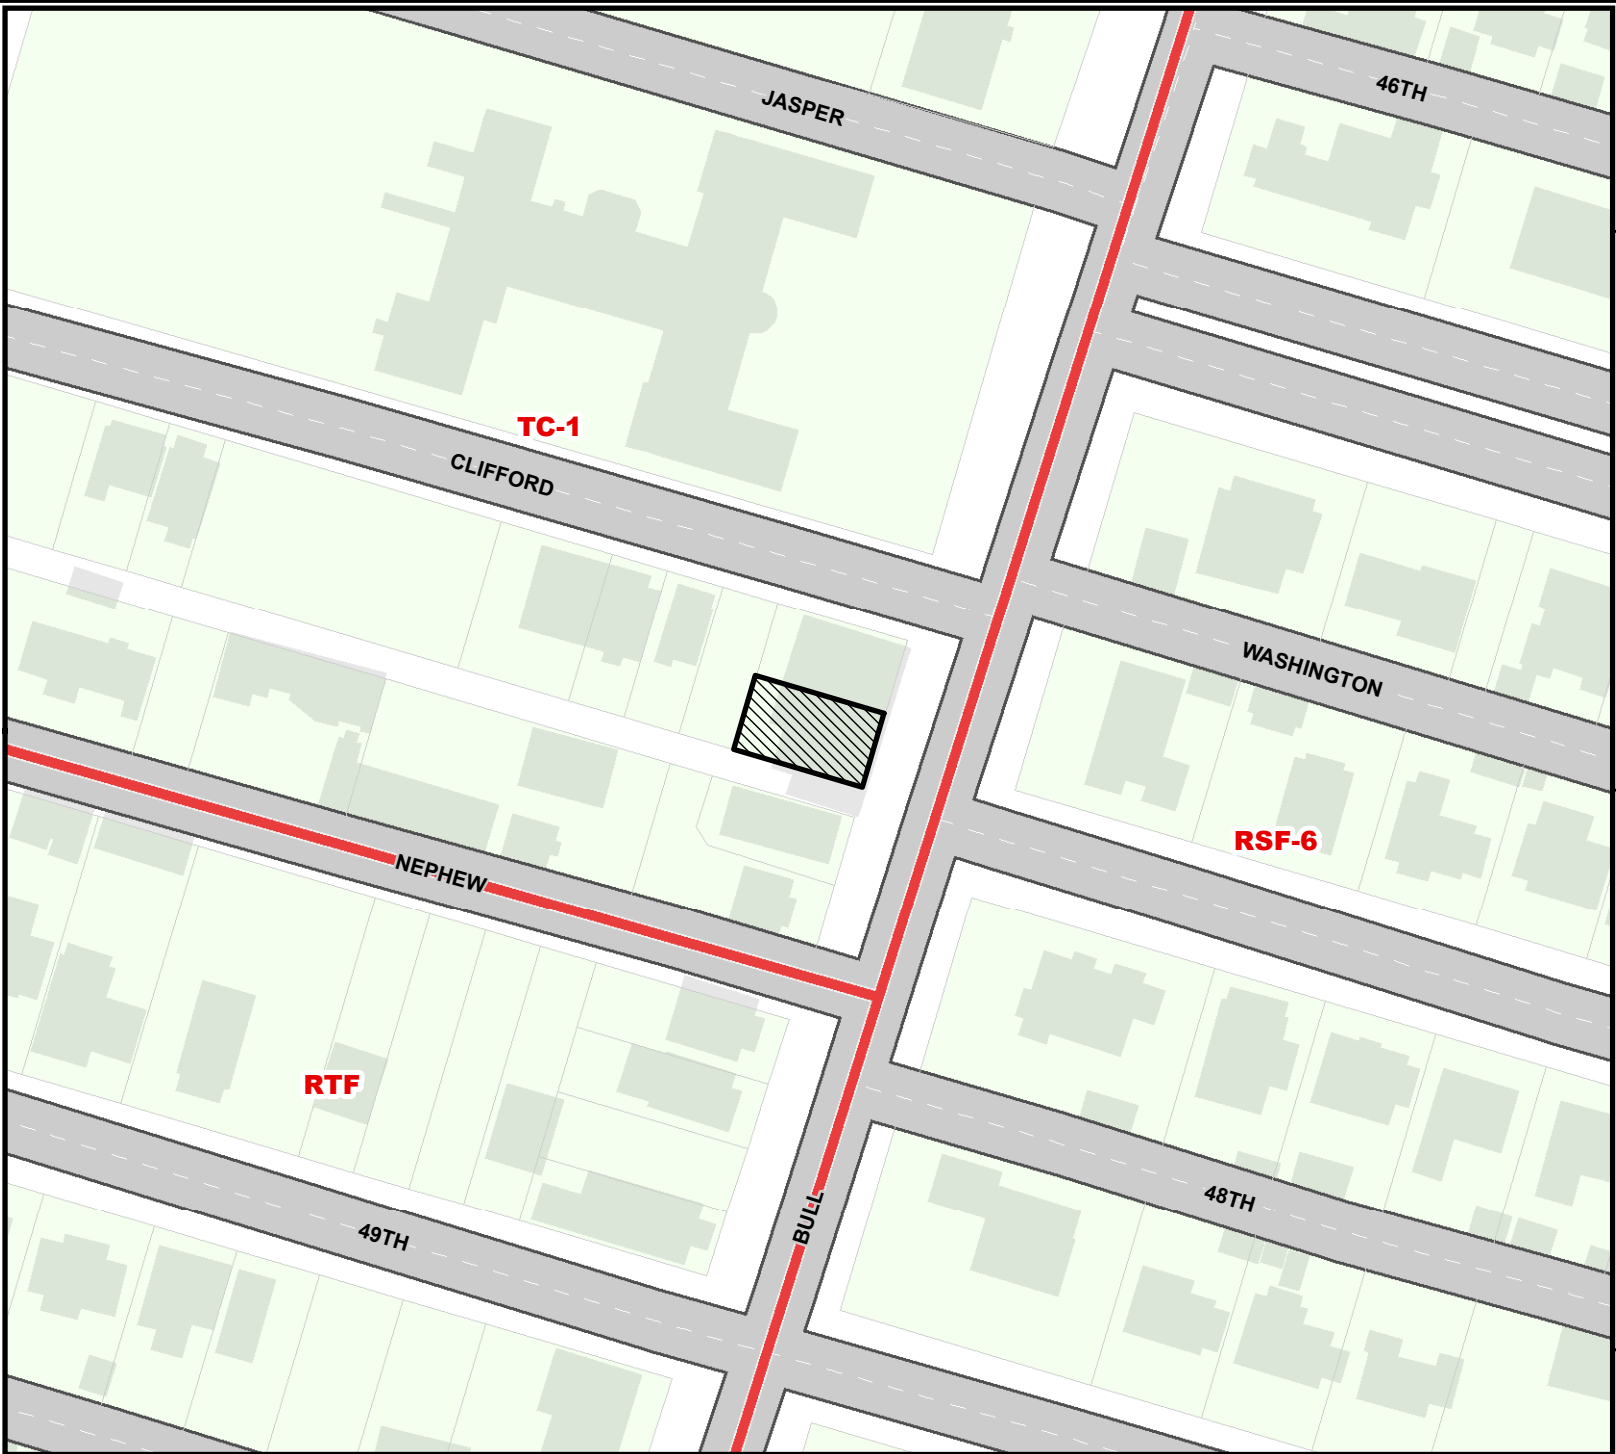 46TH
JASPER
TC-1
CLIFFORD
WASHINGTON
RSF-6
NEPHEW
RTF
48TH
BULL
49TH